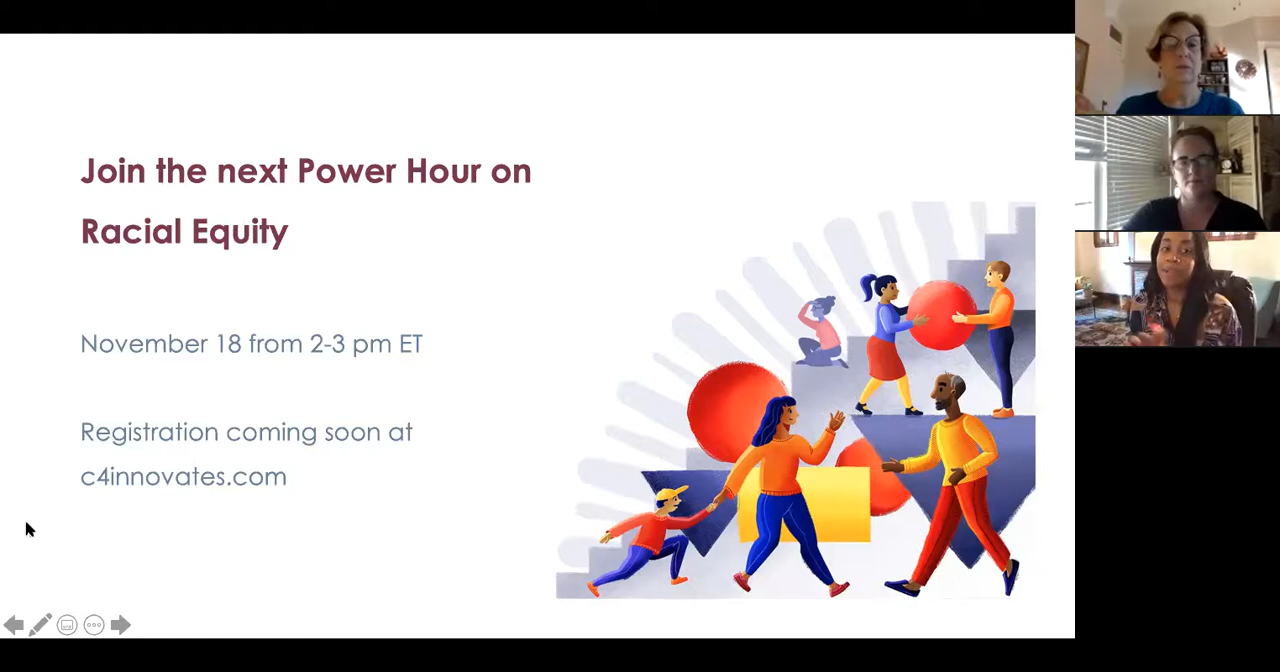 Join the next Power Hour on
Racial Equity
November 18 from 2-3 pm ET
Registration coming soon at
c4innovates.com